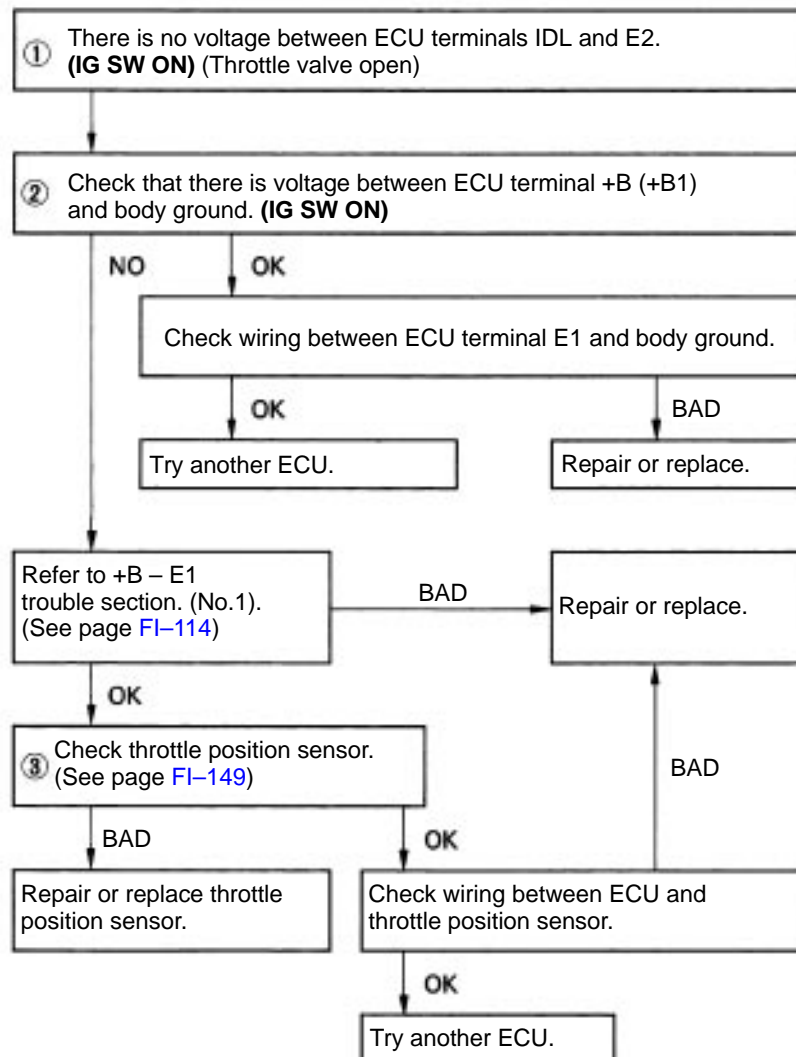 ① There is no voltage between ECU terminals IDL and E2.
(IG SW ON) (Throttle valve open)
② Check that there is voltage between ECU terminal +B (+B1)
and body ground. (IG SW ON)
NO
OK
Check wiring between ECU terminal E1 and body ground.
OK
BAD
Try another ECU.
Repair or replace.
Refer to +B – E1
trouble section. (No.1).
(See page FI–114)
BAD
Repair or replace.
OK
③ Check throttle position sensor.
(See page FI–149)
BAD
BAD
OK
Repair or replace throttle
position sensor.
Check wiring between ECU and
throttle position sensor.
OK
Try another ECU.